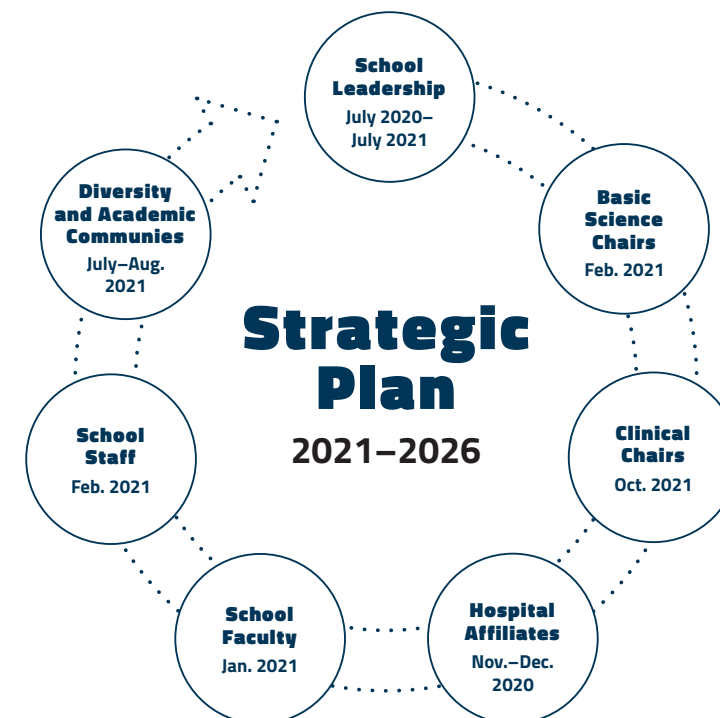 School
Leadership
July 2020–
July 2021
Basic
Science
Chairs
Feb. 2021
Clinical
Chairs
Oct. 2021
Hospital
Affiliates
Nov.–Dec.
2020
School
Faculty
Jan. 2021
School
Staff
Feb. 2021
Diversity
and Academic
Communies
July–Aug.
2021
Strategic
Plan
2021–2026